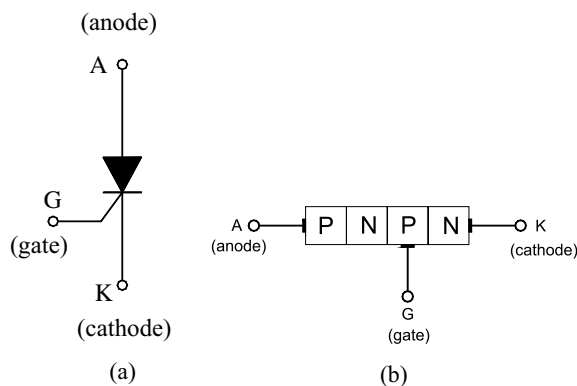 (anode)
A
G
(gate)
K
(cathode)
(a)
A
(anode)
P N P N
K
(cathode)
G
(gate)
(b)